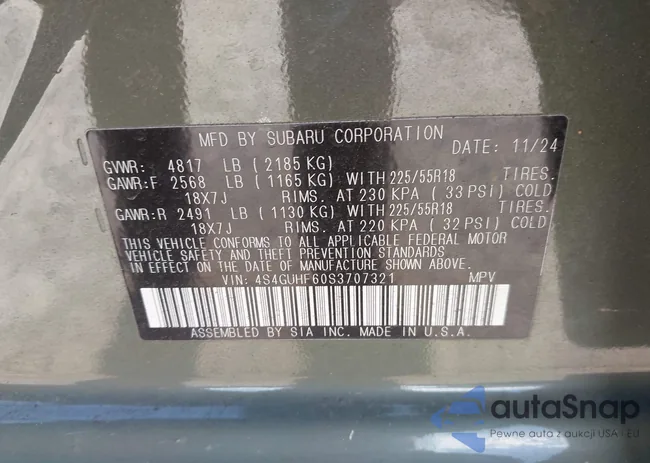 MFD BY SUBARU CORPORATION DATE: 11/24
GVWR: 4817 LB (2185 KG)
GAWR:F 2568 LB (1165 KG) WITH 225/55R18 TIRES.
18X7J RIMS. AT 230 KPA (33 PSI) COLD
GAWR:R 2491 LB (1130 KG) WITH 225/55R18 TIRES.
18X7J RIMS. AT 220 KPA (32 PSI) COLD
THIS VEHICLE CONFORMS TO ALL APPLICABLE FEDERAL MOTOR
VEHICLE SAFETY AND THEFT PREVENTION STANDARDS
IN EFFECT ON THE DATE OF MANUFACTURE SHOWN ABOVE.
VIN: 4S4GUHF60S3707321 MPV
ASSEMBLED BY SIA INC. MADE IN U.S.A.
autoSnap
Pewne auta z aukcji USA - EU